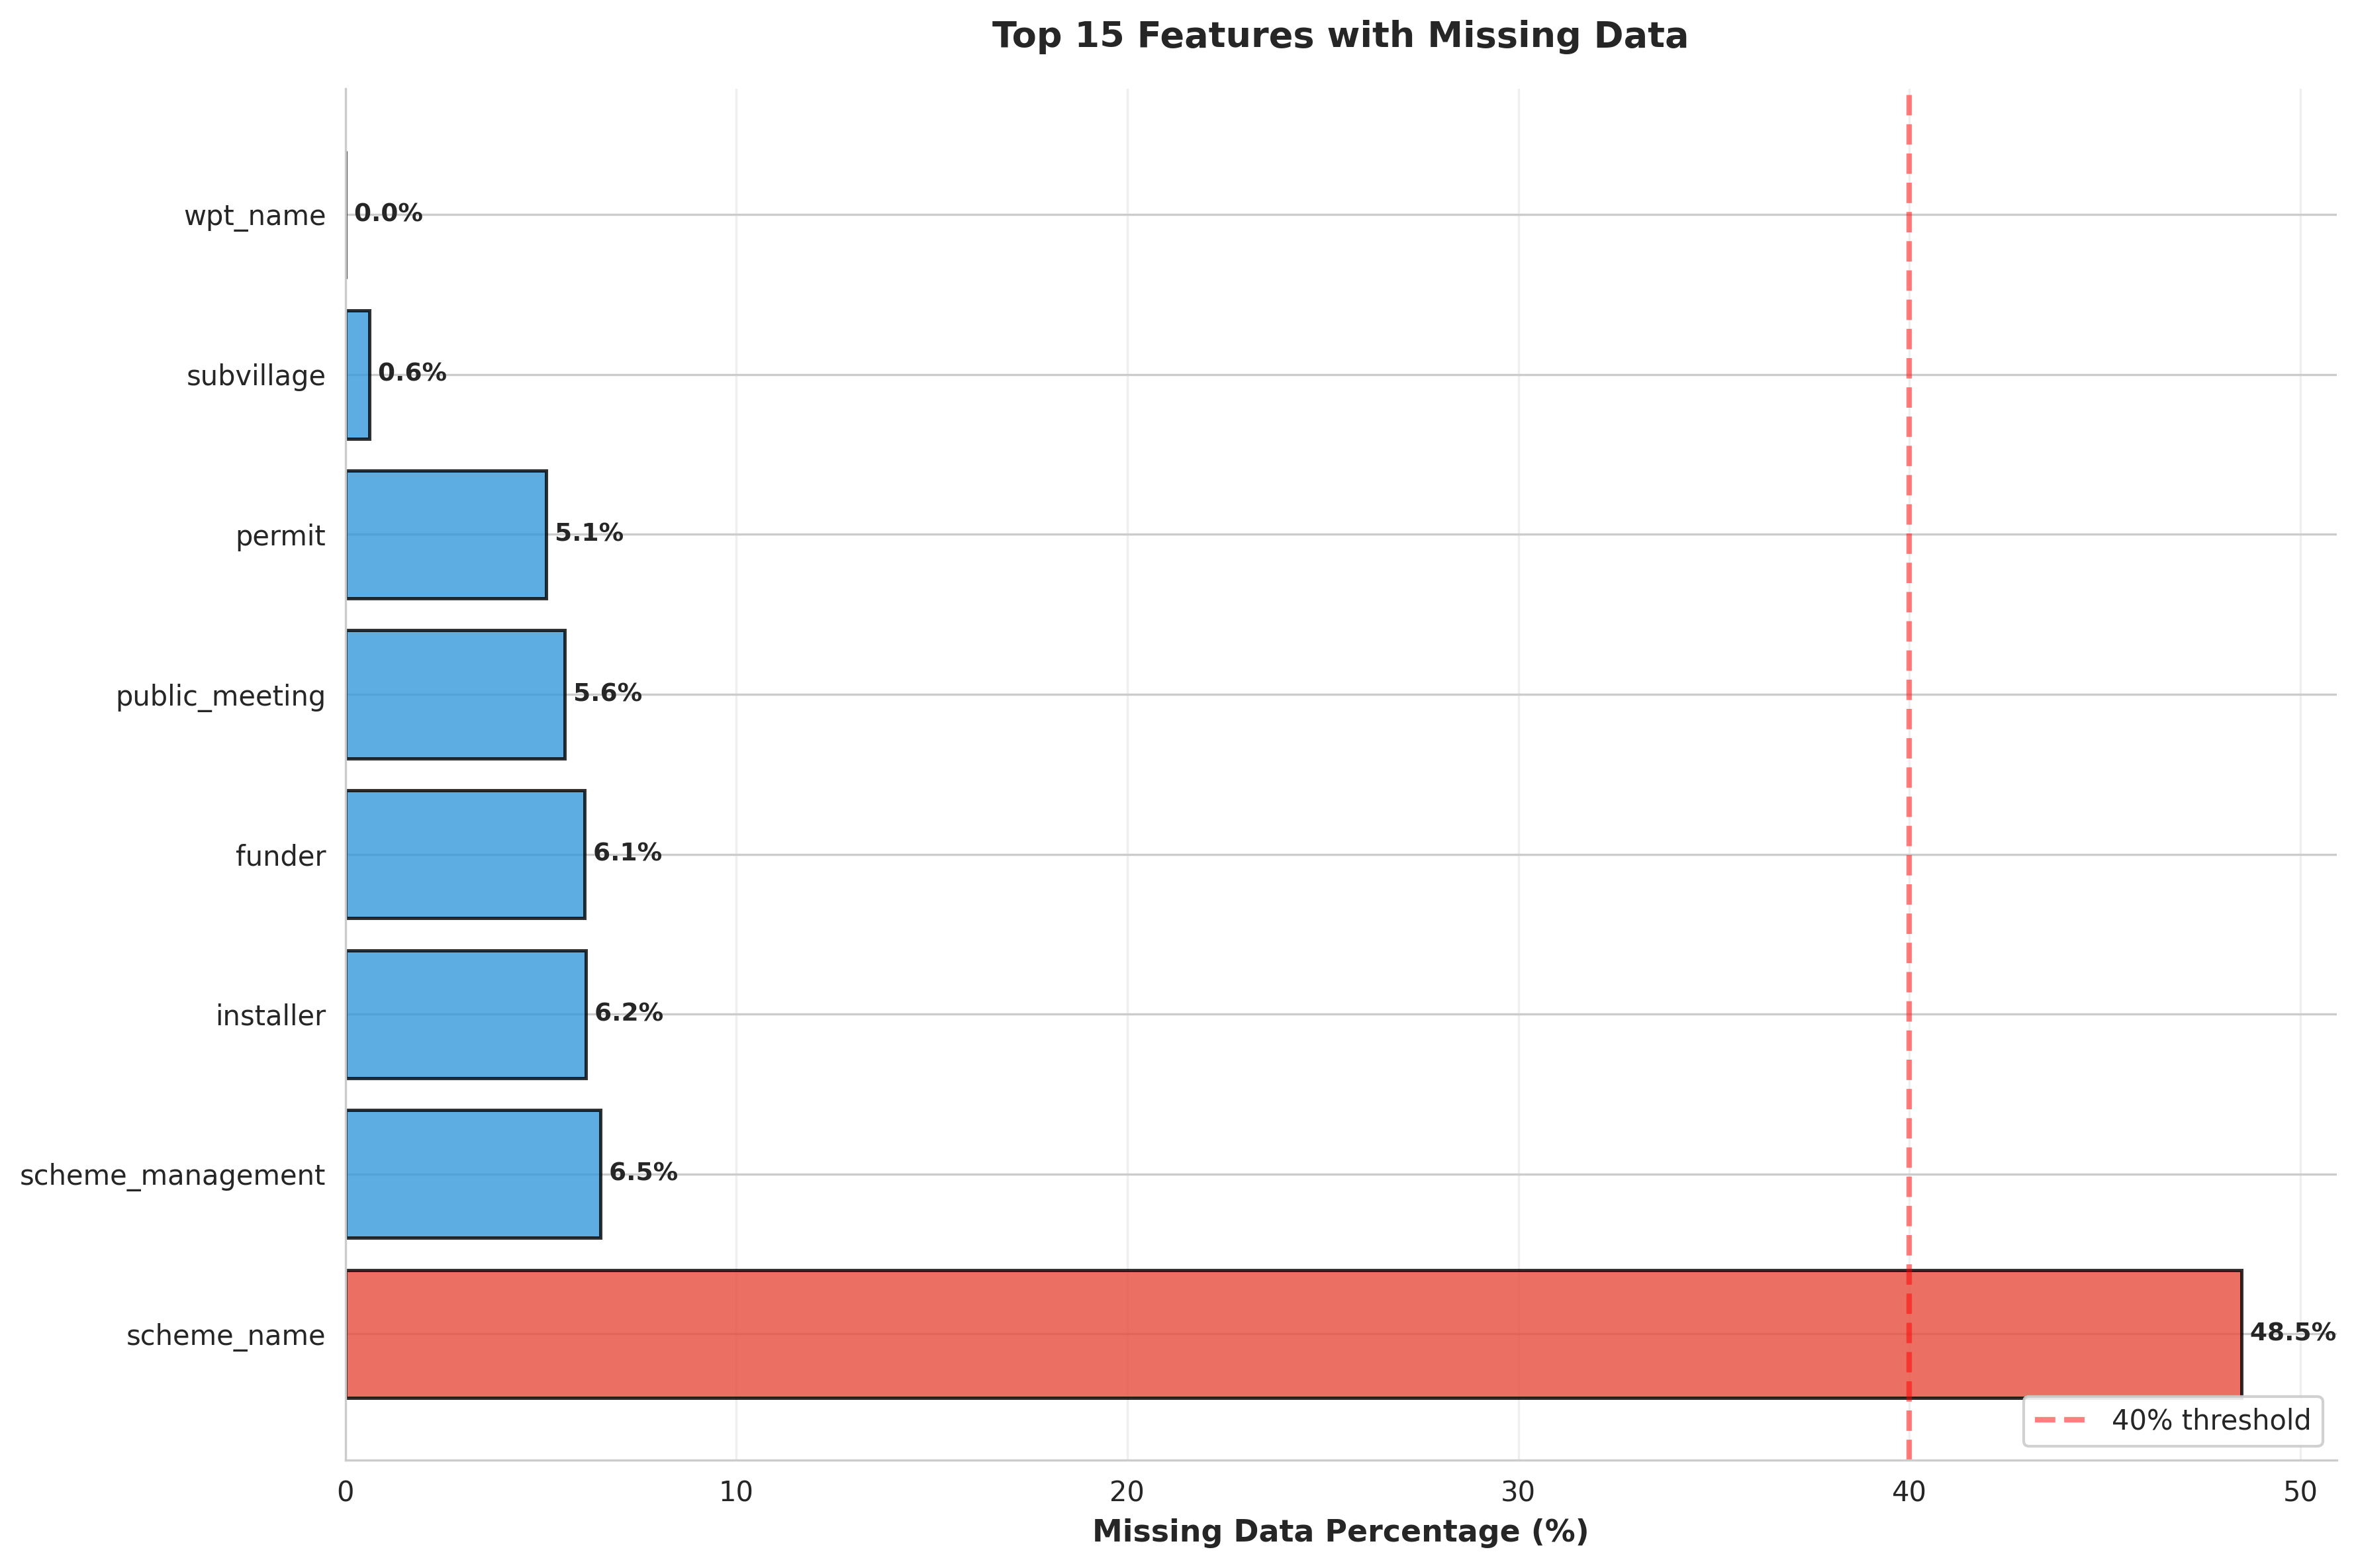 Top 15 Features with Missing Data
wpt_name
0.0%
subvillage
0.6%
permit
5.1%
public_meeting
5.6%
funder
6.1%
installer
6.2%
scheme_management
6.5%
scheme_name
48.5%
40% threshold
0 10 20 30 40 50
Missing Data Percentage (%)